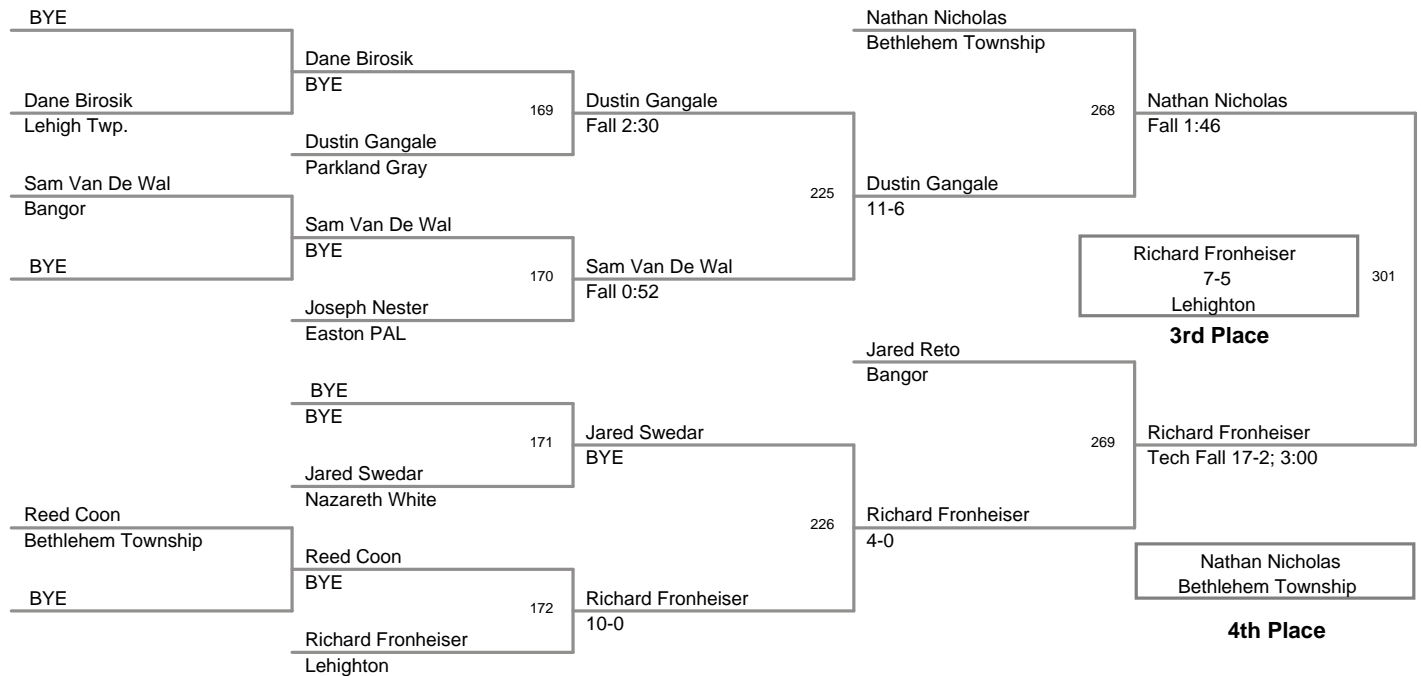 BYE
Dane Birosik
Lehigh Twp.
Sam Van De Wal
Bangor
BYE
Reed Coon
Bethlehem Township
BYE
Dane Birosik
BYE
169
Dustin Gangale
Parkland Gray
Sam Van De Wal
BYE
170
Joseph Nester
Easton PAL
BYE
BYE
171
Jared Swedar
Nazareth White
Reed Coon
BYE
172
Richard Fronheiser
Lehighton
Dustin Gangale
Fall 2:30
225
Sam Van De Wal
Fall 0:52
Jared Swedar
BYE
226
Richard Fronheiser
10-0
Nathan Nicholas
Bethlehem Township
268
Dustin Gangale
11-6
Jared Reto
Bangor
269
Richard Fronheiser
4-0
Nathan Nicholas
Fall 1:46
301
Richard Fronheiser
Tech Fall 17-2; 3:00
Richard Fronheiser
7-5
Lehighton
3rd Place
Nathan Nicholas
Bethlehem Township
4th Place